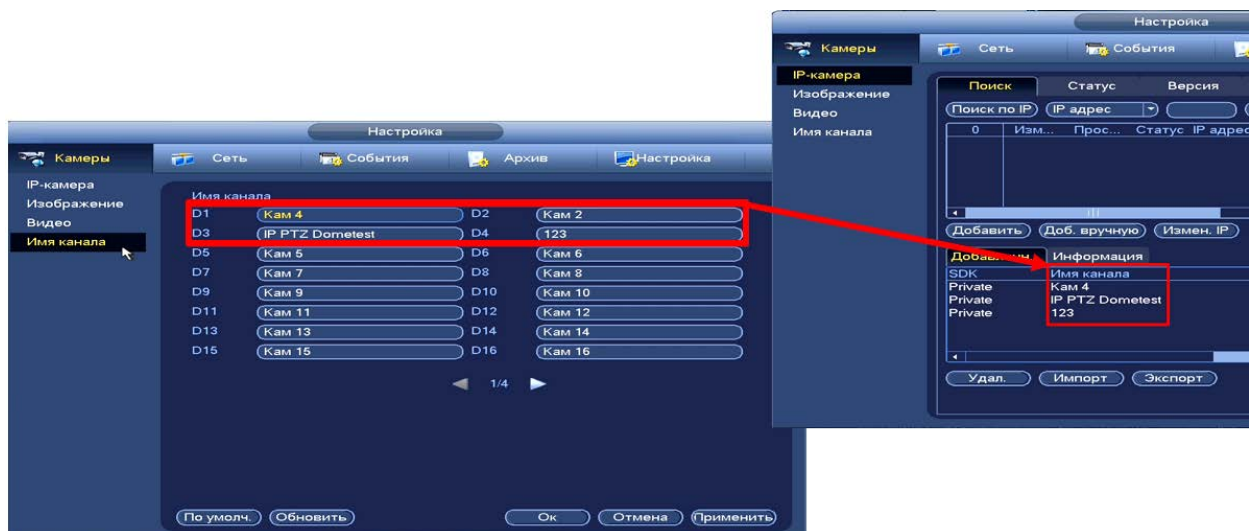 Настройка
Камеры Сеть События Архив Настройка
IP-камера
Изображение
Видео
Имя канала
Имя канала
D1 Кам 4 D2 Кам 2
D3 IP PTZ Dometest D4 123
D5 Кам 5 D6 Кам 6
D7 Кам 7 D8 Кам 8
D9 Кам 9 D10 Кам 10
D11 Кам 11 D12 Кам 12
D13 Кам 13 D14 Кам 14
D15 Кам 15 D16 Кам 16
1/4
По умолч. Обновить Ок Отмена Применить
Настройка
Камеры Сеть События
IP-камера
Изображение
Видео
Имя канала
Поиск Статус Версия
Поиск по IP IP адрес
0 Изм... Прос... Статус IP адрес
Добавить Доб. вручную Измен. IP
Информация
SDK Имя канала
Private Кам 4
Private IP PTZ Dometest
Private 123
Удал. Импорт Экспорт